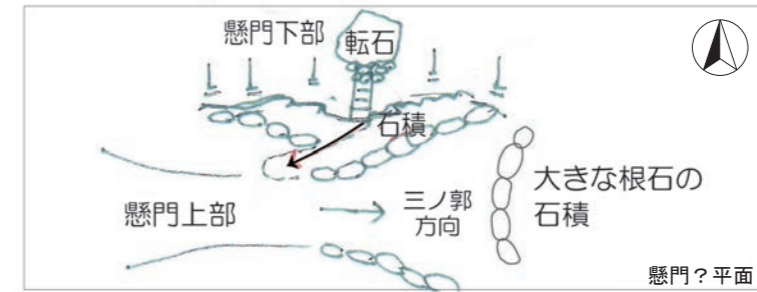 懸門下部
転石
石積
大きな根石の
石積
懸門上部
三ノ郭
方向
懸門？平面